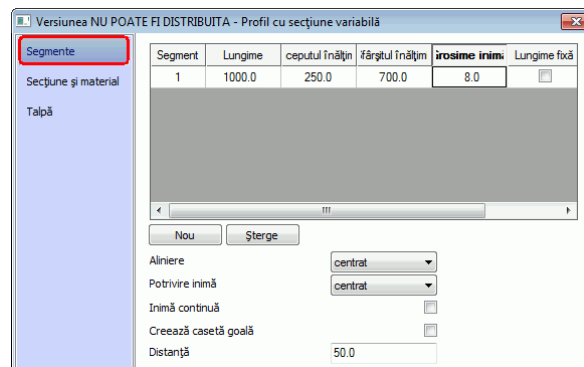 Versiunea NU POATE FI DISTRIBUITA - Profil cu secţiune variabilă
Segmente
Secţiune şi material
Talpă
Segment Lungime ceputul înălţin ifârşitul înălţim irosime inima Lungime fixă
1 1000.0 250.0 700.0 8.0
Nou Şterge
Aliniere centrat
Potrivire inimă centrat
Inimă continuă
Creează casetă goală
Distanţă 50.0